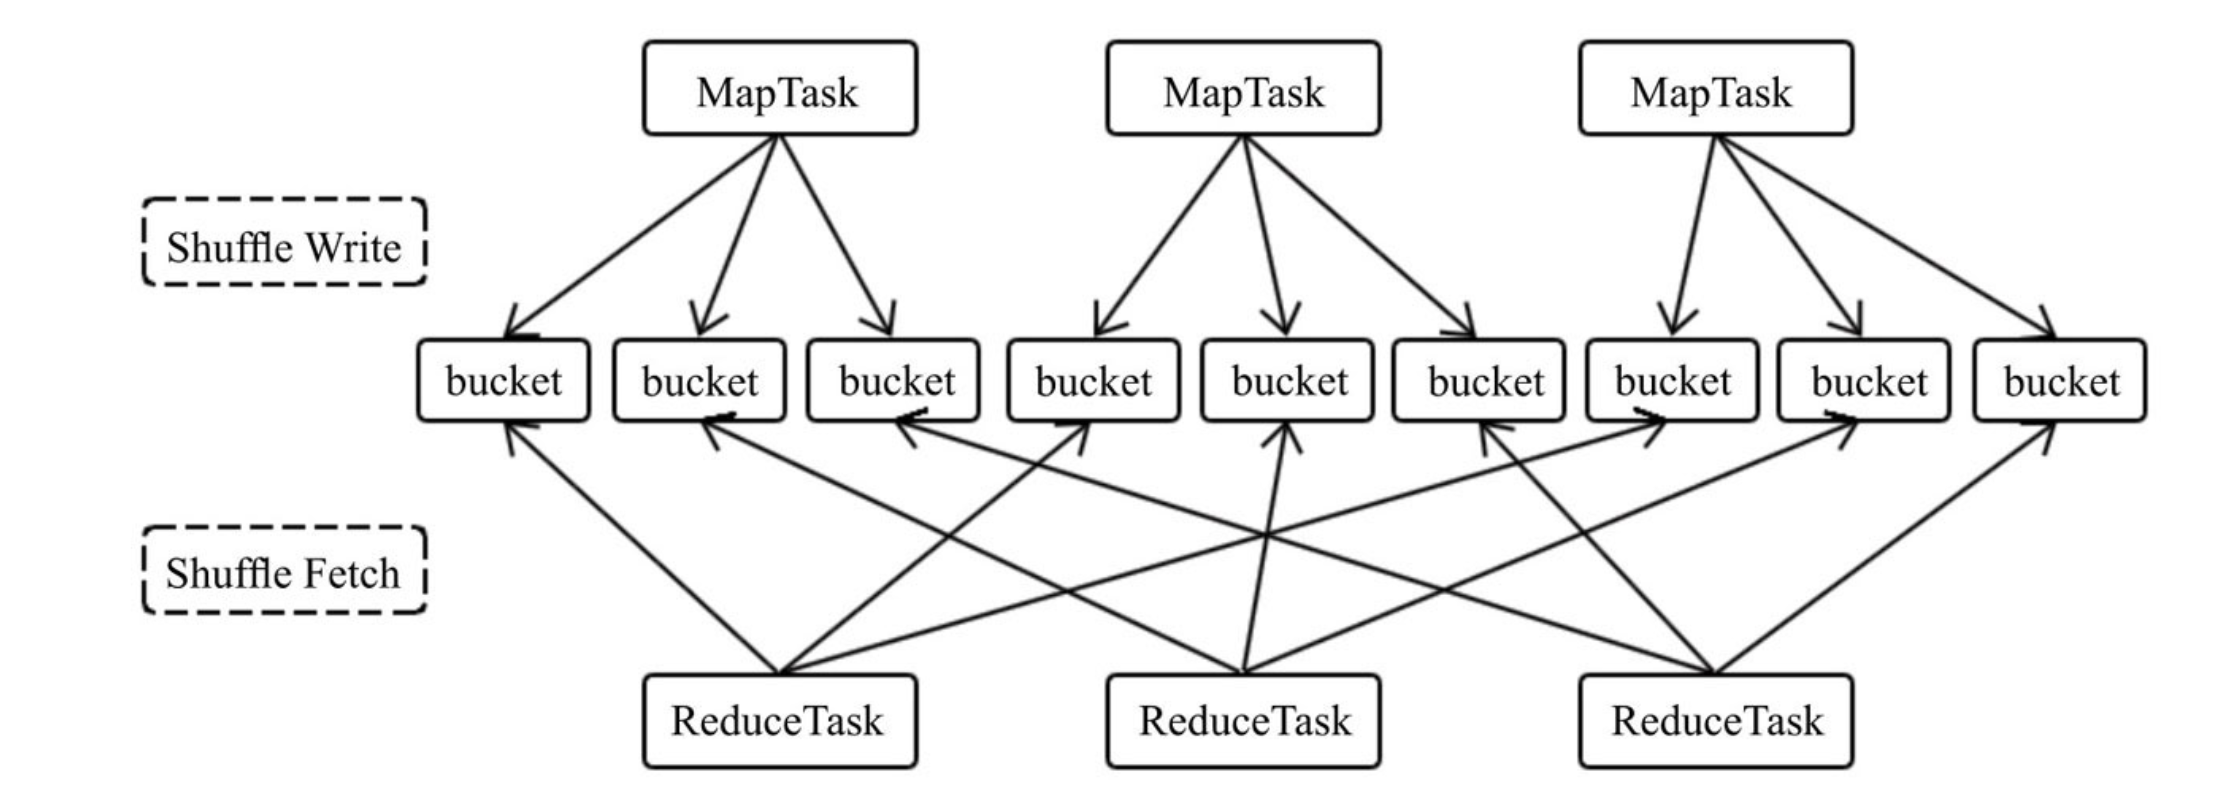 MapTask
MapTask
MapTask
Shuffle Write
bucket
bucket
bucket
bucket
bucket
bucket
bucket
bucket
bucket
Shuffle Fetch
ReduceTask
ReduceTask
ReduceTask